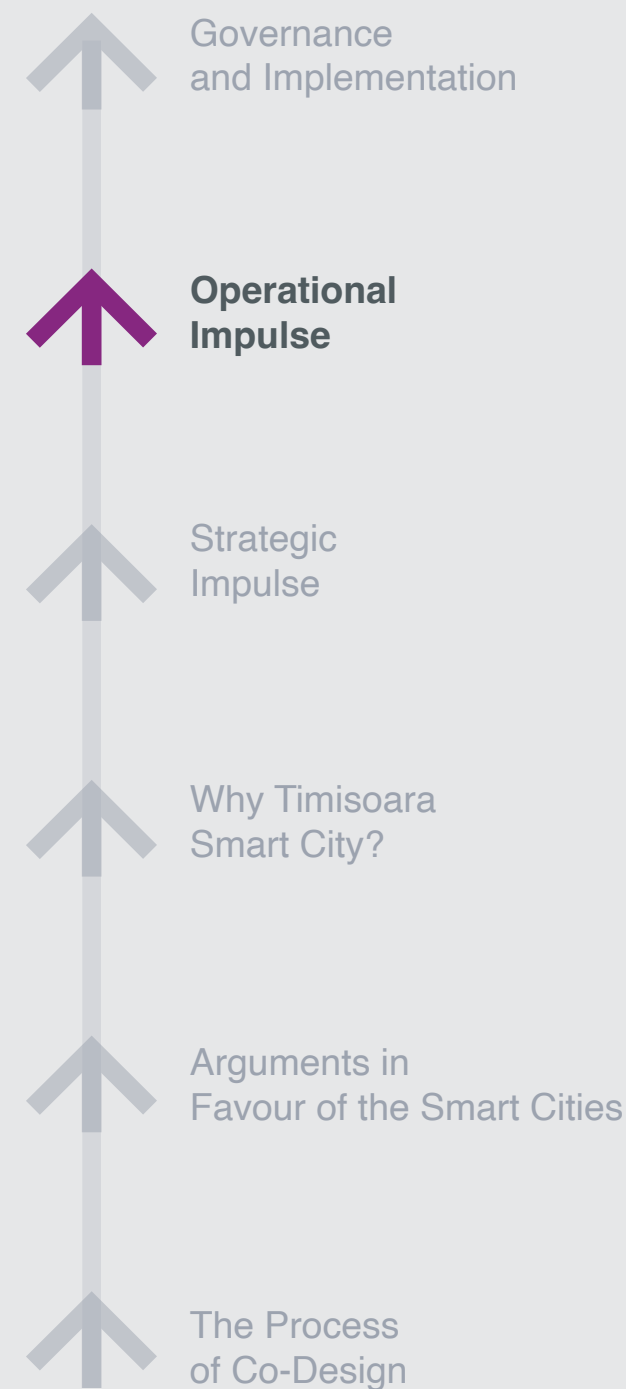 Governance
and Implementation
Operational
Impulse
Strategic
Impulse
Why Timisoara
Smart City?
Arguments in
Favour of the Smart Cities
The Process
of Co-Design